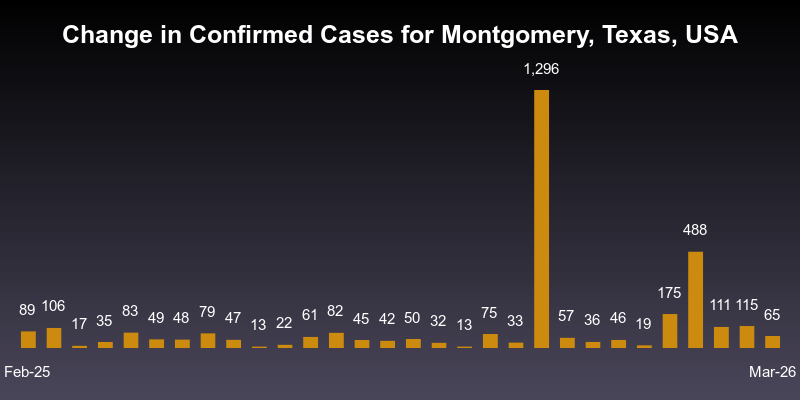 Change in Confirmed Cases for Montgomery, Texas, USA
1,296
488
175
89 106 17 35 83 49 48 79 47 13 22 61 82 45 42 50 32 13 75 33 57 36 46 19 111 115 65
Feb-25 Mar-26